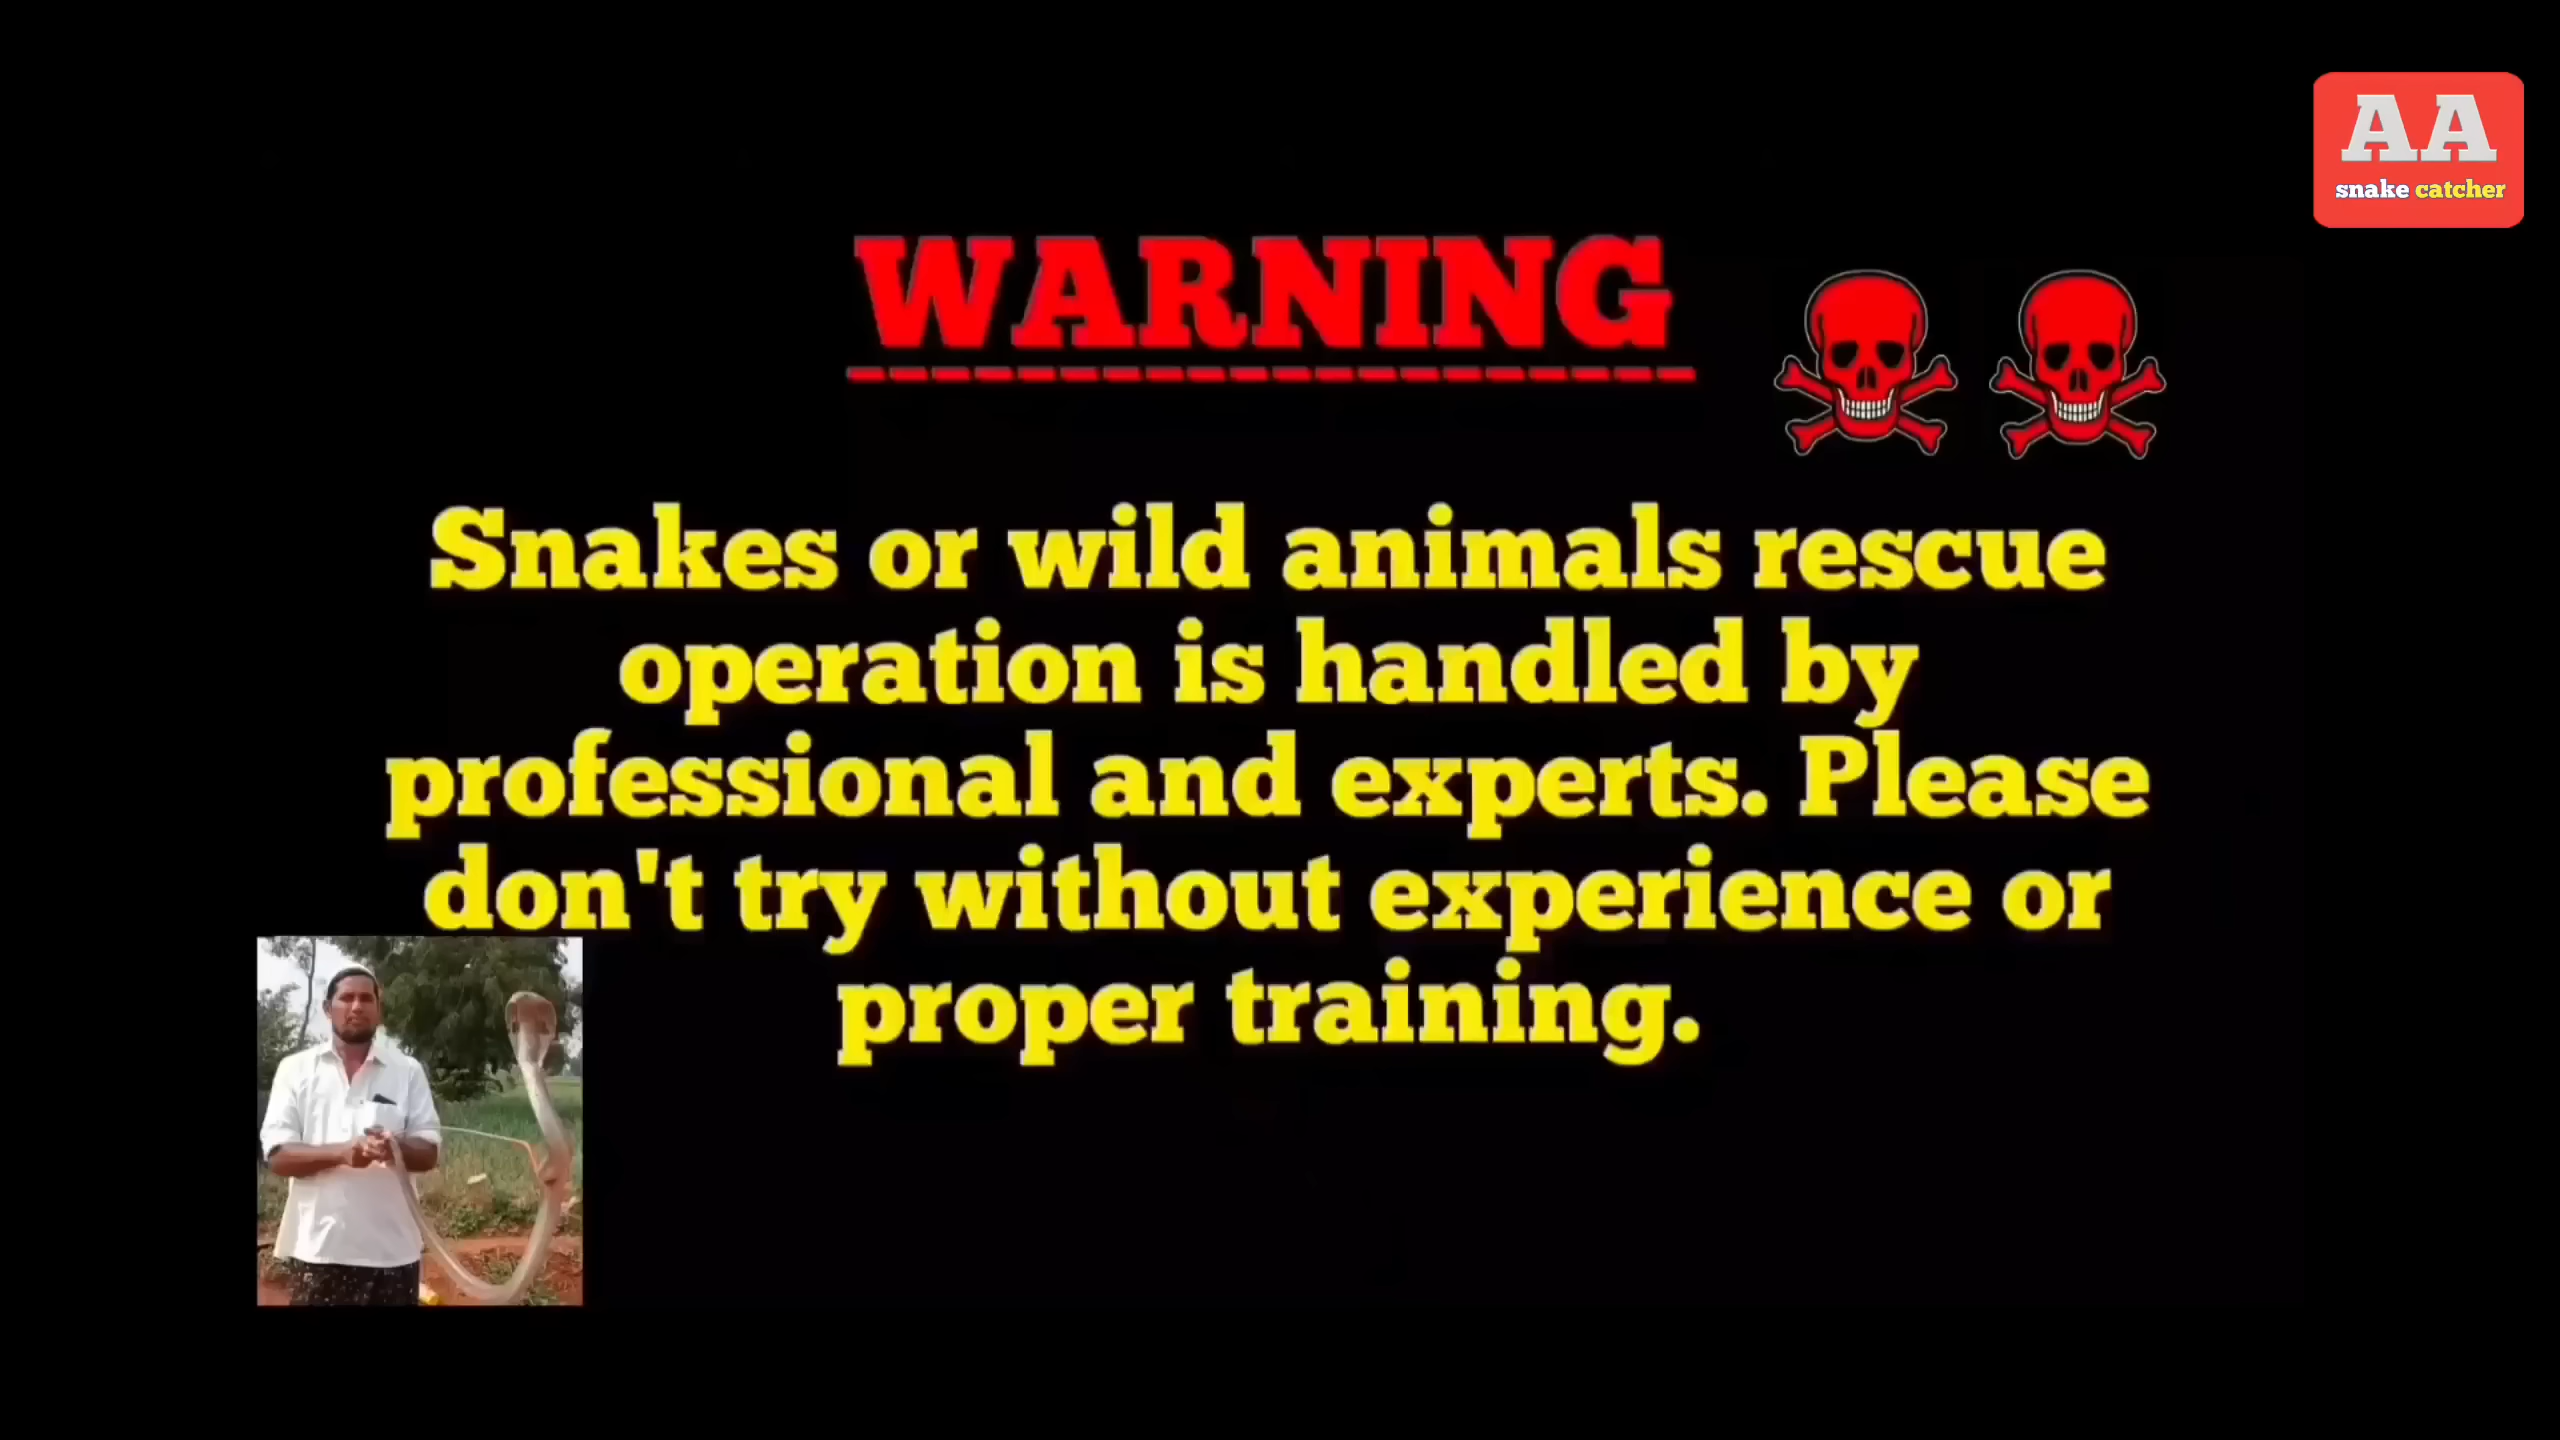 AA
snake catcher
WARNING
--------------------
Snakes or wild animals rescue
operation is handled by
professional and experts. Please
don't try without experience or
proper training.